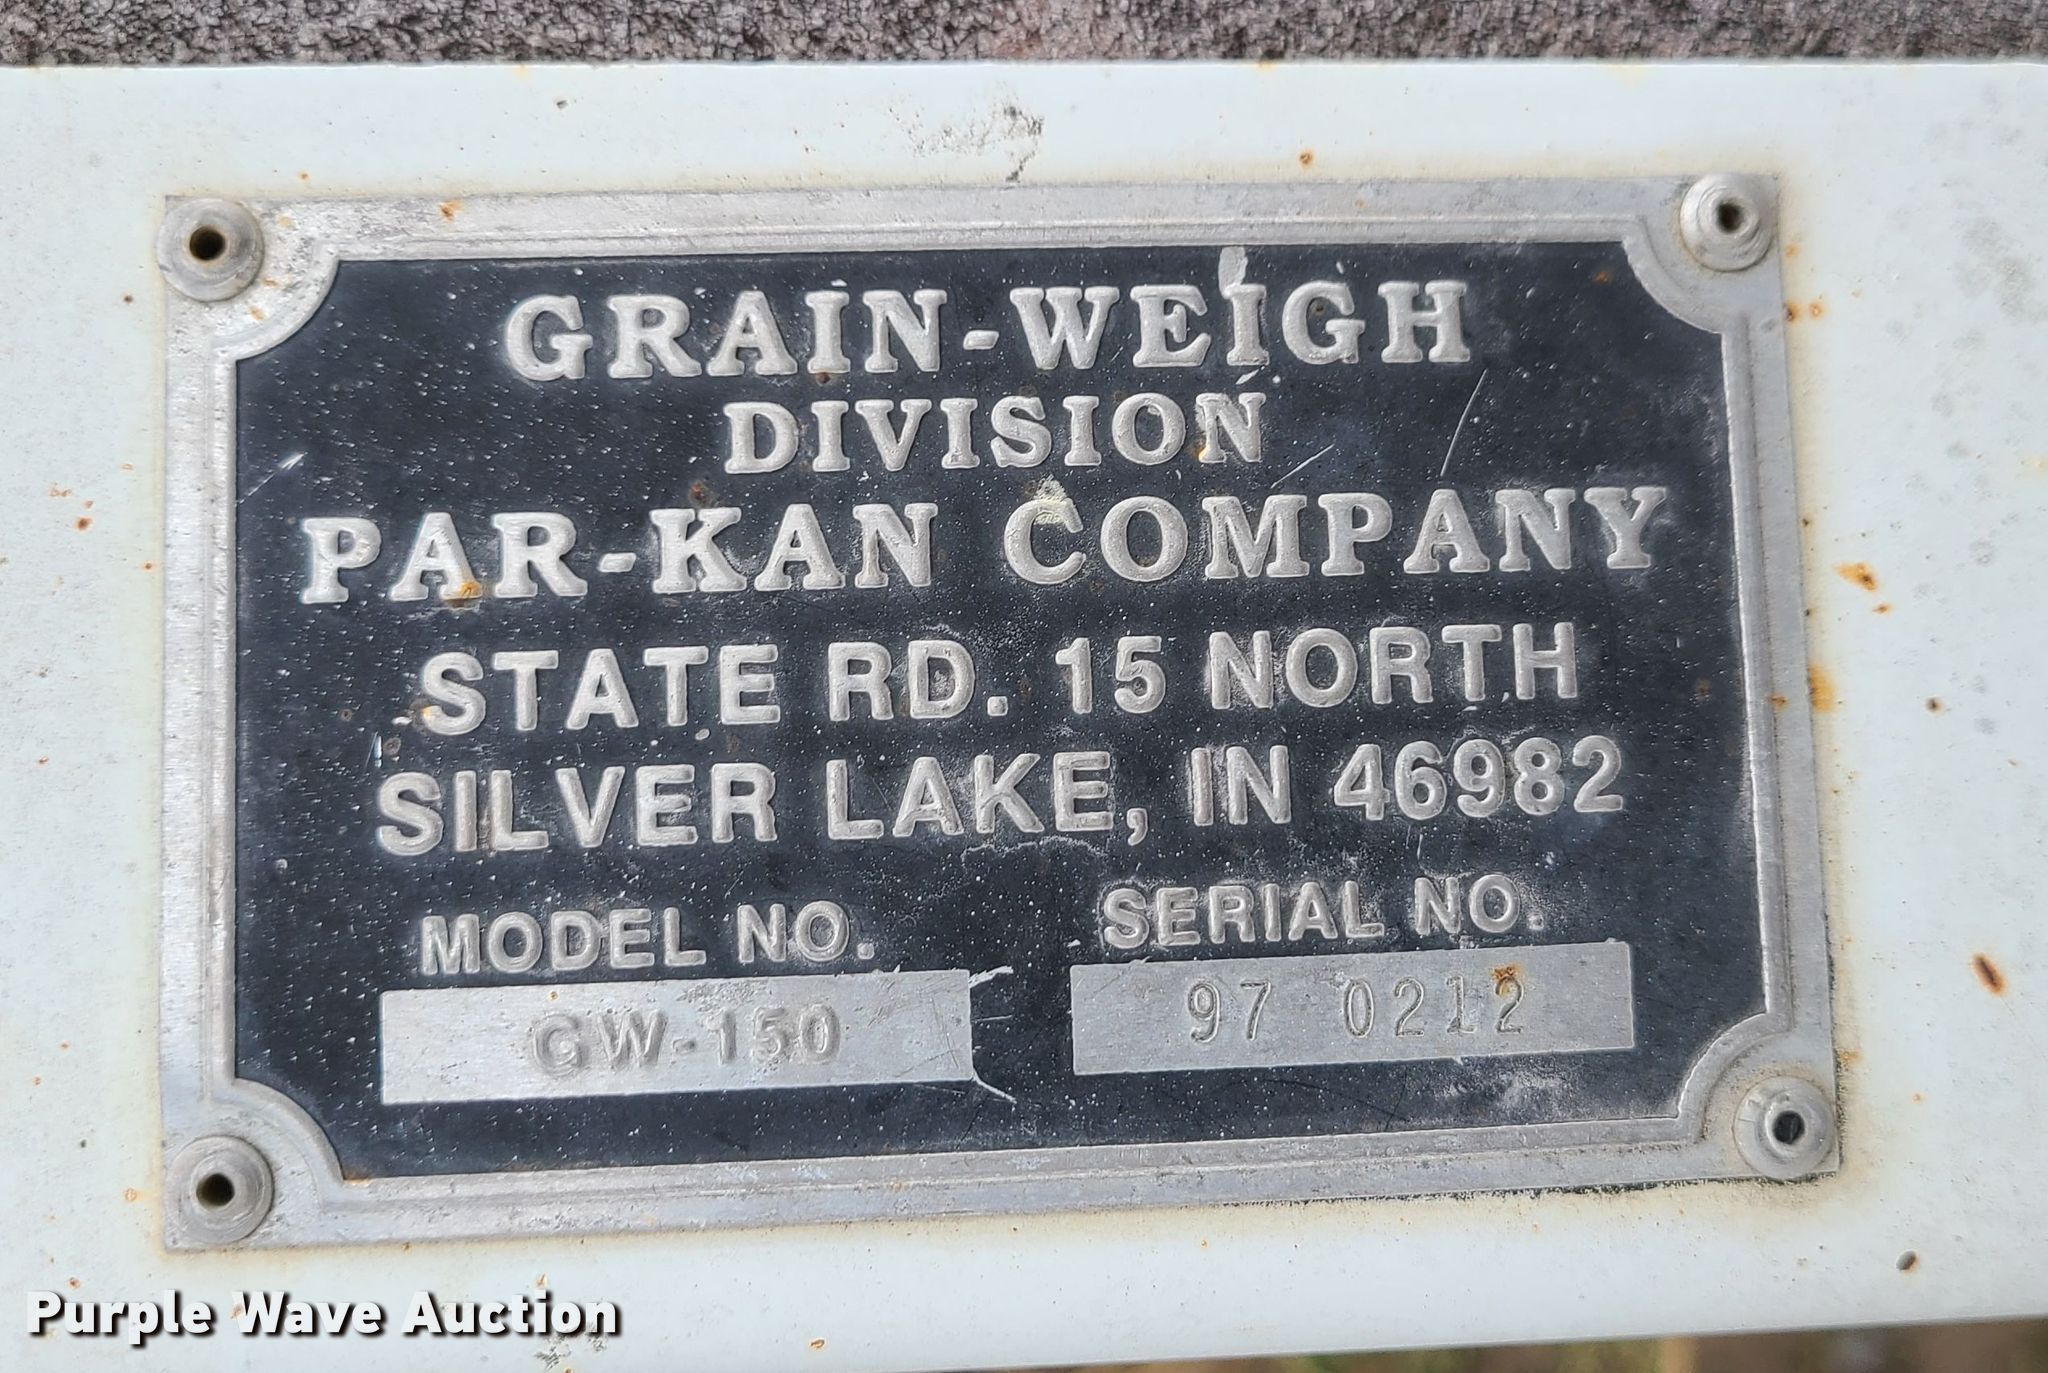 GRAIN-WEIGH
DIVISION
PAR-KAN COMPANY
STATE RD. 15 NORTH
SILVER LAKE, IN 46982
MODEL NO. SERIAL NO.
GW-150 97 0212
Purple Wave Auction